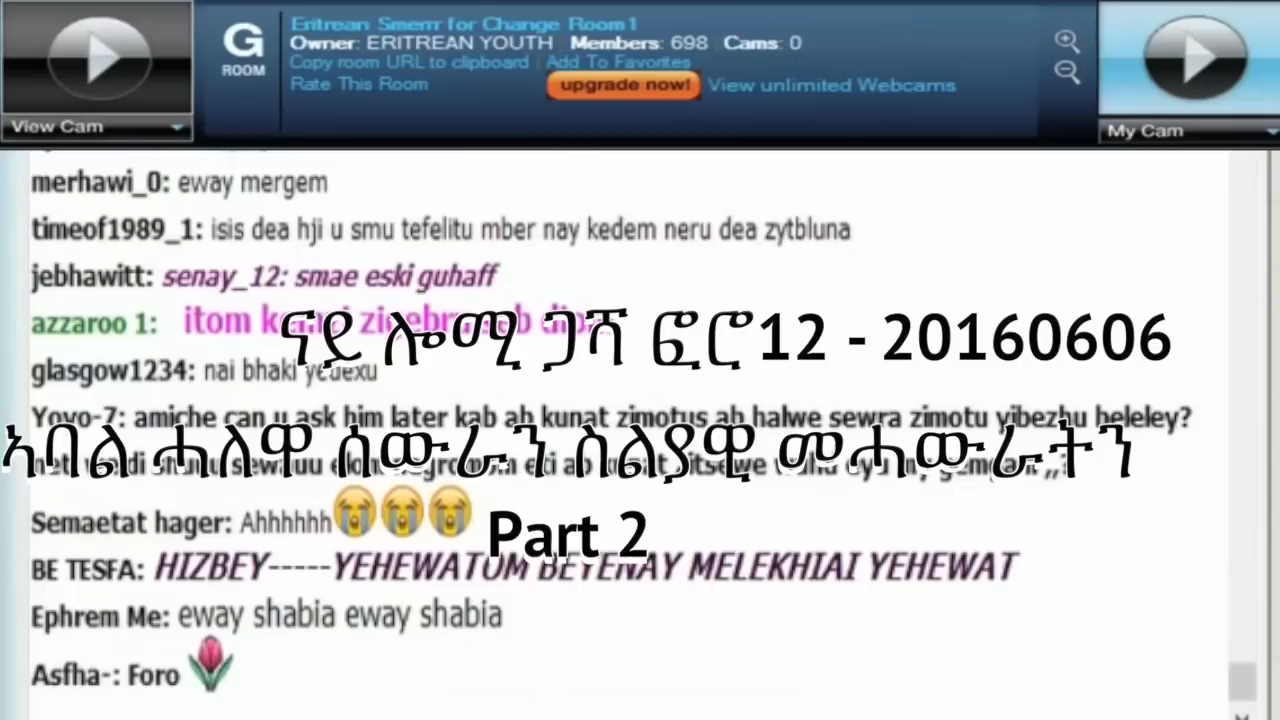 Eritrean Smerrr for Change Room1
G Owner: ERITREAN YOUTH Members: 698 Cams: 0
ROOM Copy room URL to clipboard | Add To Favorites
Rate This Room upgrade now! View unlimited Webcams
View Cam
My Cam
merhawi_0: eway mergem
timeof1989_1: isis dea hji u smu tefelitu mber nay kedem neru dea zytbluna
jebhawitt: senay_12: smae eski guhaff
azzaroo 1: itom
ናይ ሎሚ ጋሻ ፎሮ12 - 20160606
glasgow1234: nai bhaki yedexu
Yoyo-7: amiche can u ask him later kab ab kunat zimotus ab halwe sewra zimotu yibezhu beleley?
ኣባል ሓለዋ ሰውራን ስልያዊ መሓውራትን
Semaetat hager: Ahhhhhh😭😭😭
Part 2
BE TESFA: HIZBEY-----YEHEWATOM BEYENAY MELEKHIAI YEHEWAT
Ephrem Me: eway shabia eway shabia
Asfha-: Foro 🌷